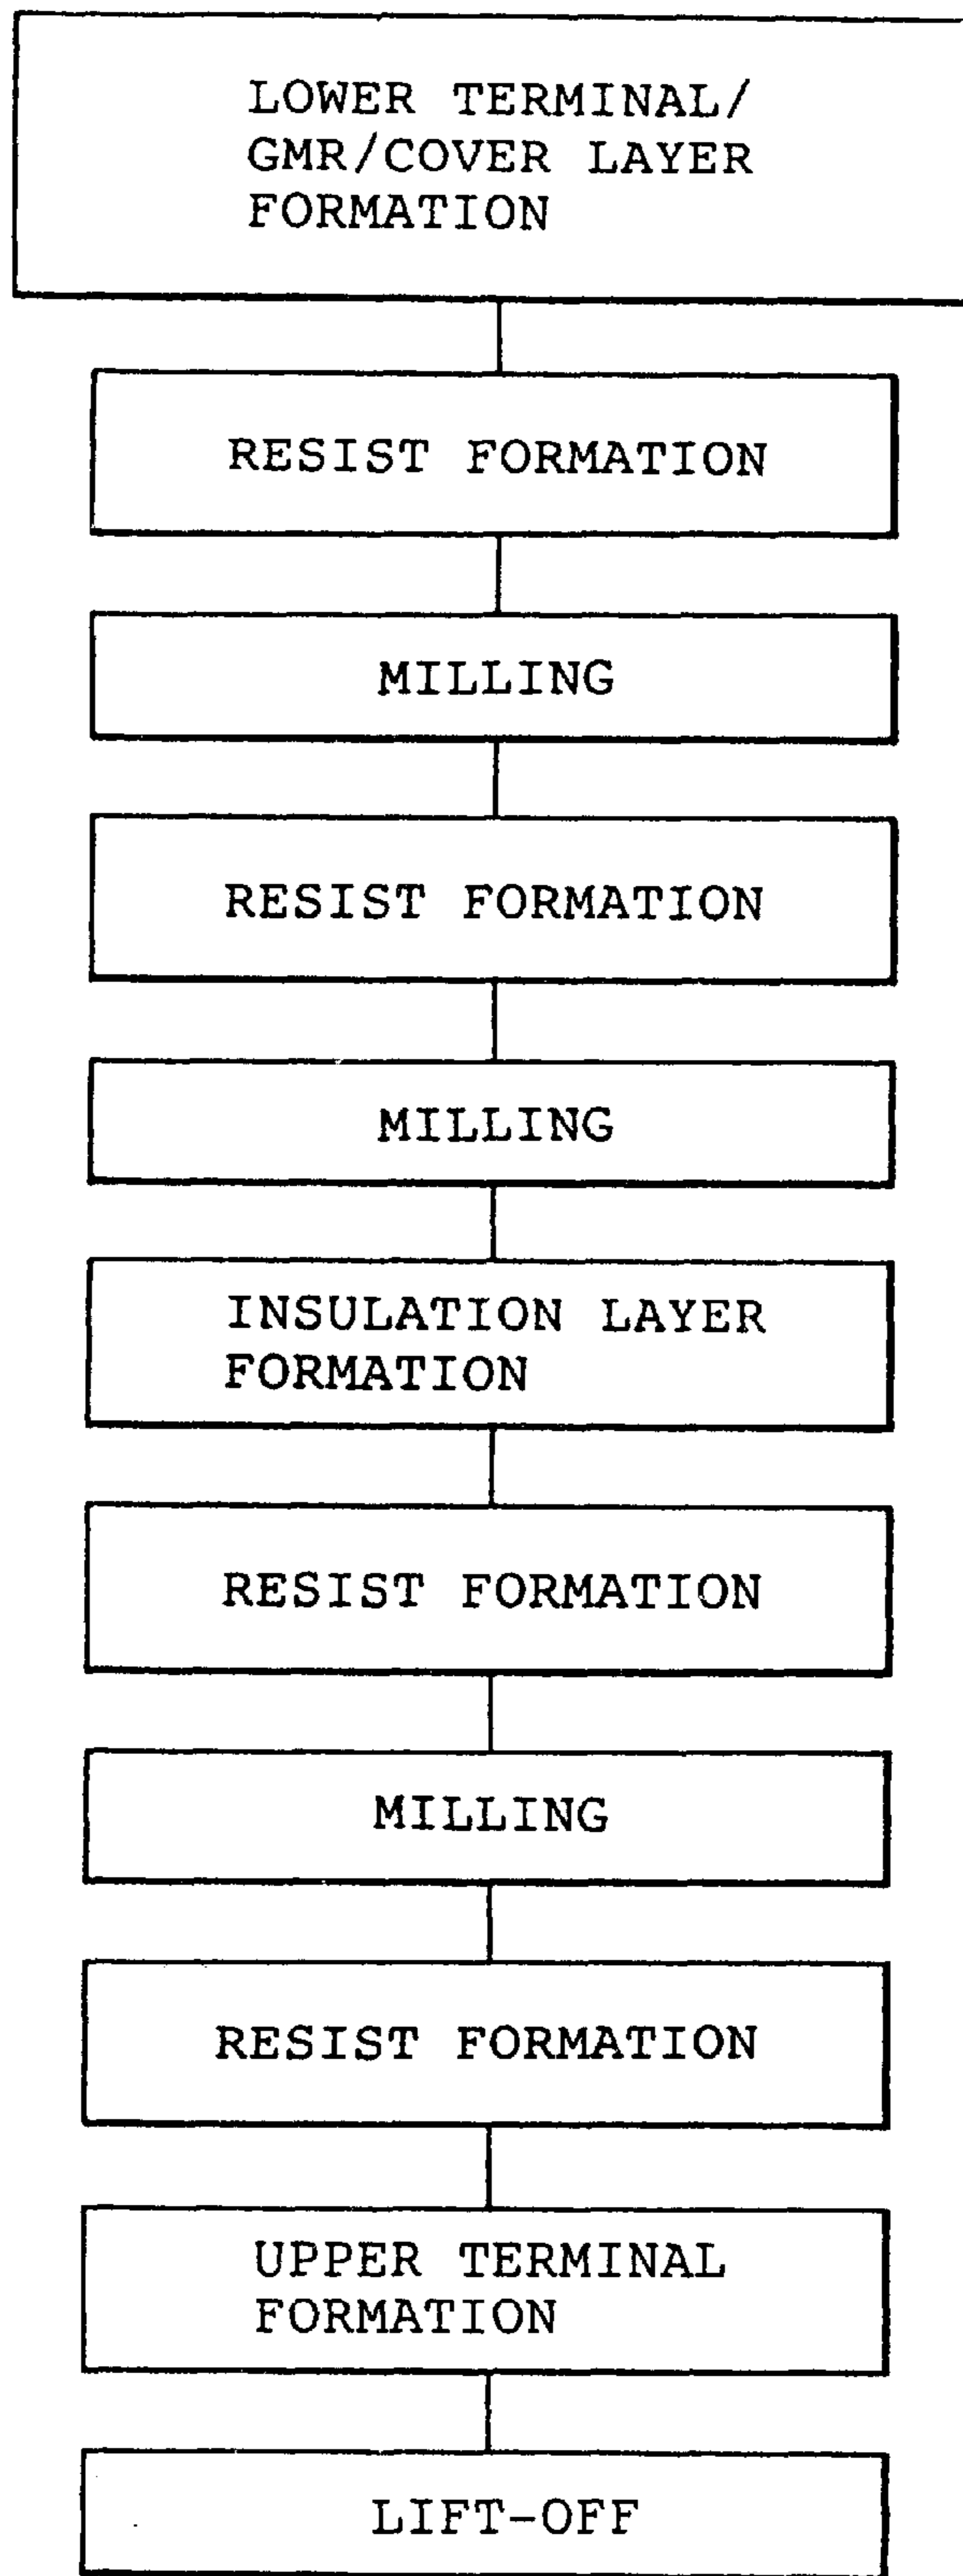 LOWER TERMINAL/
GMR/COVER LAYER
FORMATION
RESIST FORMATION
MILLING
RESIST FORMATION
MILLING
INSULATION LAYER
FORMATION
RESIST FORMATION
MILLING
RESIST FORMATION
UPPER TERMINAL
FORMATION
LIFT-OFF